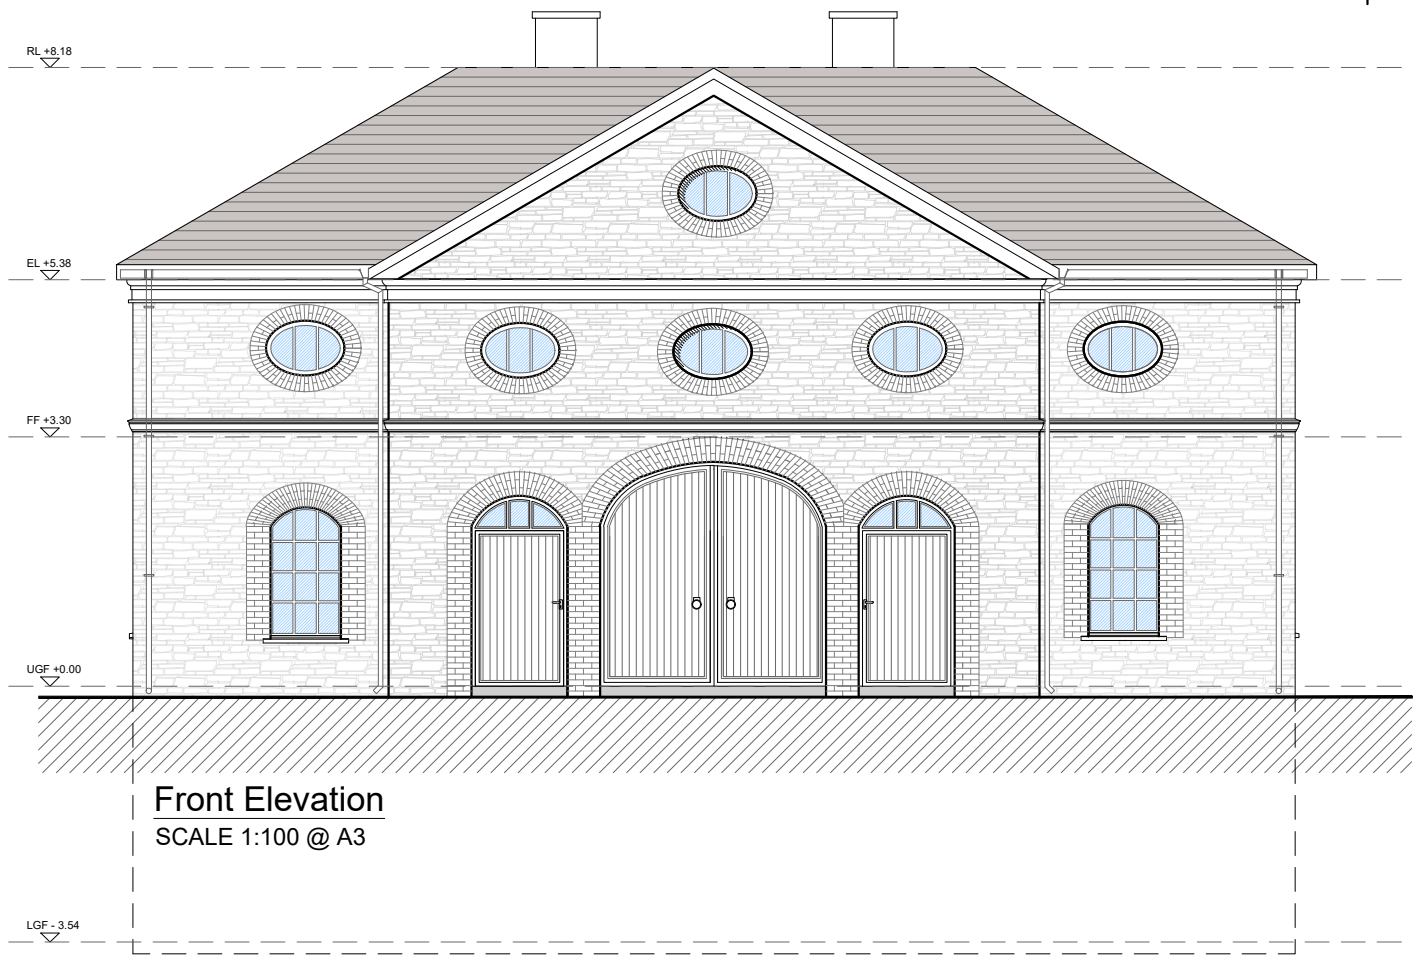 RL +8.18
EL +5.38
FF +3.30
UGF +0.00
Front Elevation
SCALE 1:100 @ A3
LGF - 3.54